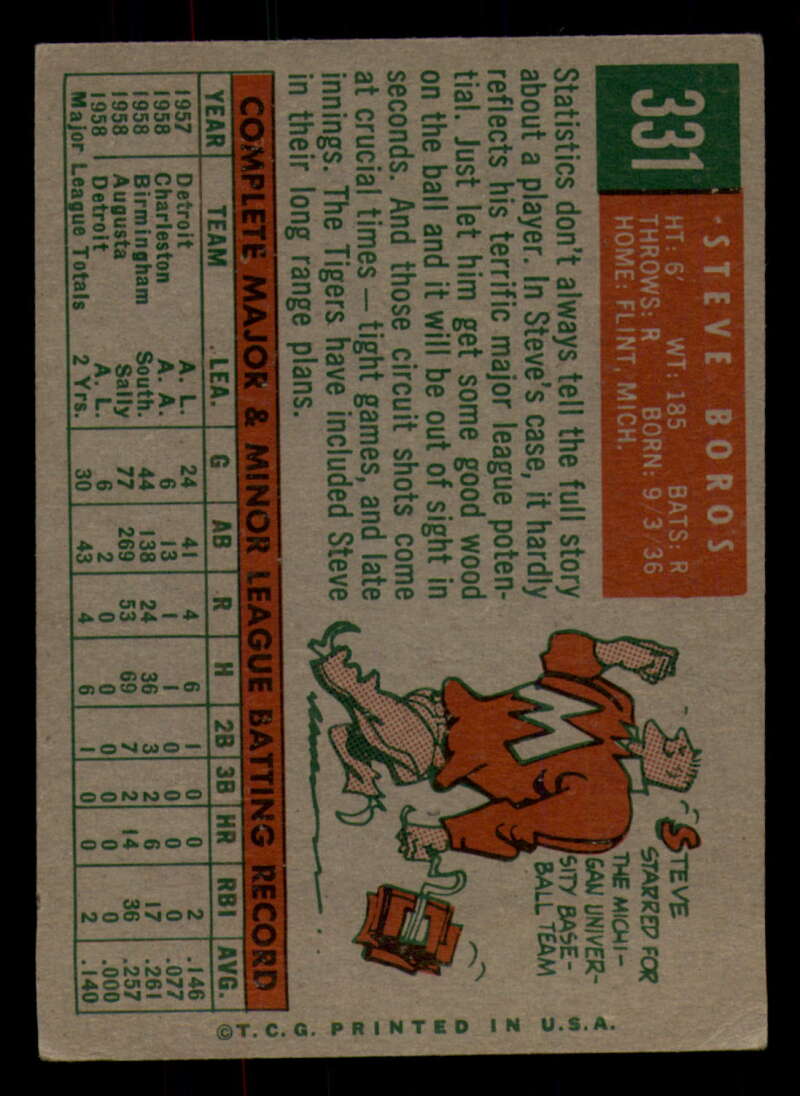 331
STEVE BOROS
HT: 6' WT: 185 BATS: R
THROWS: R BORN: 9/3/36
HOME: FLINT, MICH.
Statistics don't always tell the full story
about a player. In Steve's case, it hardly
reflects his terrific major league poten-
tial. Just let him get some good wood
on the ball and it will be out of sight in
seconds. And those circuit shots come
at crucial times — tight games, and late
innings. The Tigers have included Steve
in their long range plans.
STEVE
STARRED FOR
THE MICHI-
GAN UNIVER-
SITY BASE-
BALL TEAM
M
COMPLETE MAJOR & MINOR LEAGUE BATTING RECORD
YEAR TEAM LEA. G AB R H 2B 3B HR RBI AVG.
1957 Detroit A. L. 24 41 4 6 1 0 0 2 .146
1958 Charleston A. A. 6 13 1 1 0 0 0 0 .077
1958 Birmingham South. 44 138 24 36 3 2 6 17 .261
1958 Augusta Sally 77 269 53 69 7 2 14 36 .257
1958 Detroit A. L. 6 2 0 0 0 0 0 0 .000
Major League Totals 2 Yrs. 30 43 4 6 1 0 0 2 .140
©T.C.G. PRINTED IN U.S.A.